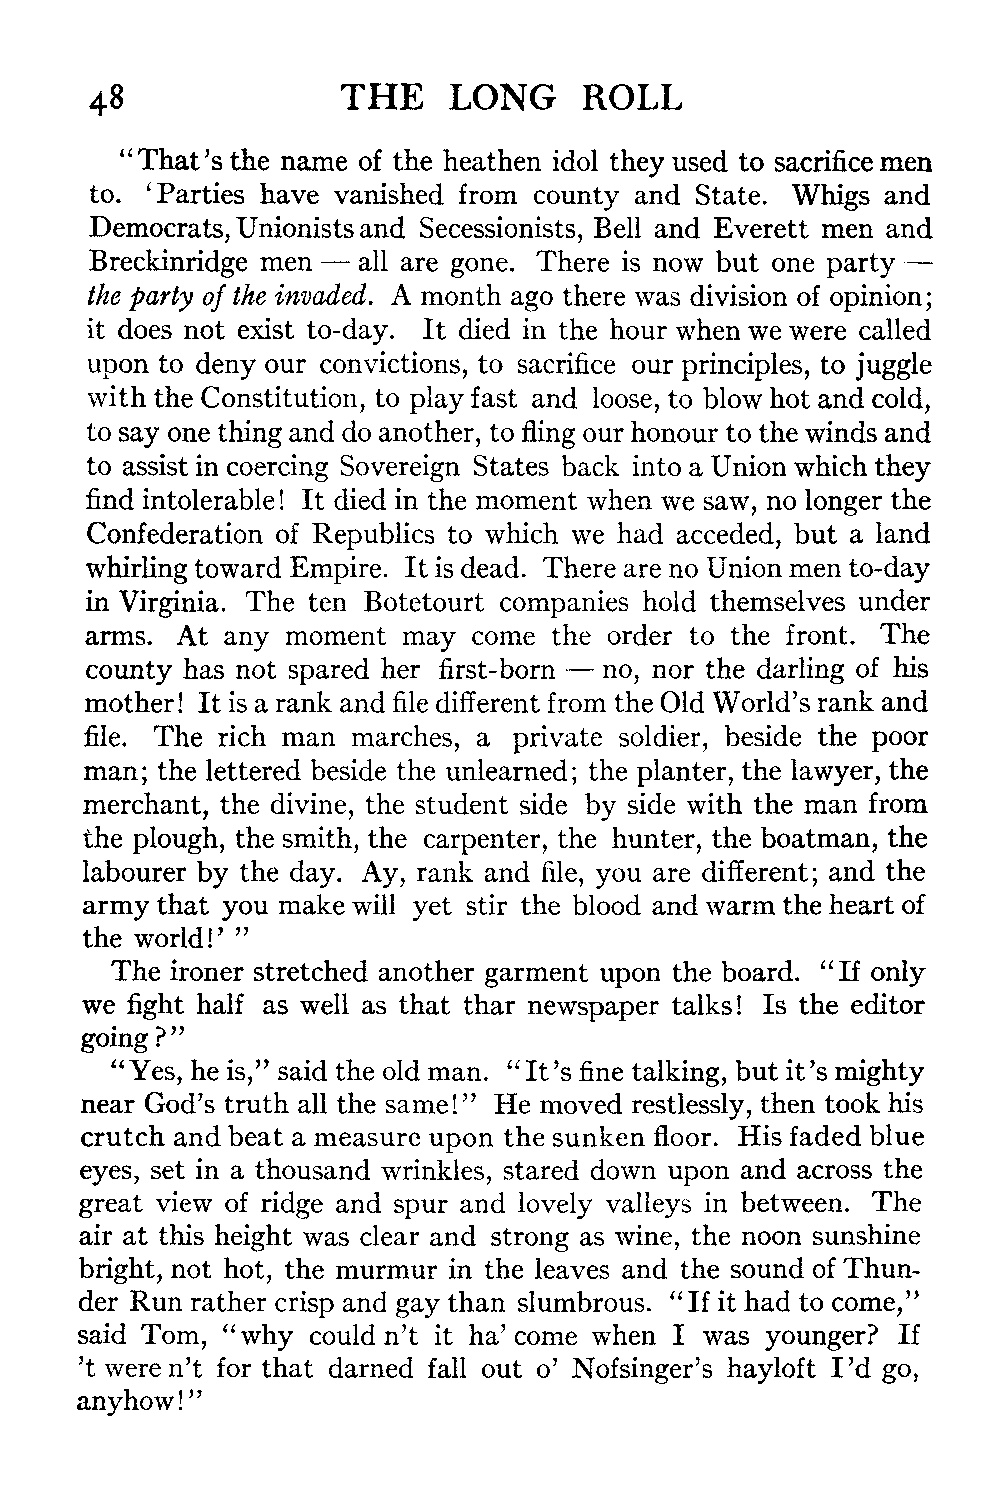 48 THE LONG ROLL
"That's the name of the heathen idol they used to sacrifice men
to. 'Parties have vanished from county and State. Whigs and
Democrats, Unionists and Secessionists, Bell and Everett men and
Breckinridge men — all are gone. There is now but one party —
the party of the invaded. A month ago there was division of opinion;
it does not exist to-day. It died in the hour when we were called
upon to deny our convictions, to sacrifice our principles, to juggle
with the Constitution, to play fast and loose, to blow hot and cold,
to say one thing and do another, to fling our honour to the winds and
to assist in coercing Sovereign States back into a Union which they
find intolerable! It died in the moment when we saw, no longer the
Confederation of Republics to which we had acceded, but a land
whirling toward Empire. It is dead. There are no Union men to-day
in Virginia. The ten Botetourt companies hold themselves under
arms. At any moment may come the order to the front. The
county has not spared her first-born — no, nor the darling of his
mother! It is a rank and file different from the Old World's rank and
file. The rich man marches, a private soldier, beside the poor
man; the lettered beside the unlearned; the planter, the lawyer, the
merchant, the divine, the student side by side with the man from
the plough, the smith, the carpenter, the hunter, the boatman, the
labourer by the day. Ay, rank and file, you are different; and the
army that you make will yet stir the blood and warm the heart of
the world!' "
The ironer stretched another garment upon the board. "If only
we fight half as well as that thar newspaper talks! Is the editor
going?"
"Yes, he is," said the old man. "It's fine talking, but it's mighty
near God's truth all the same!" He moved restlessly, then took his
crutch and beat a measure upon the sunken floor. His faded blue
eyes, set in a thousand wrinkles, stared down upon and across the
great view of ridge and spur and lovely valleys in between. The
air at this height was clear and strong as wine, the noon sunshine
bright, not hot, the murmur in the leaves and the sound of Thun-
der Run rather crisp and gay than slumbrous. "If it had to come,"
said Tom, "why could n't it ha' come when I was younger? If
't were n't for that darned fall out o' Nofsinger's hayloft I'd go,
anyhow!"